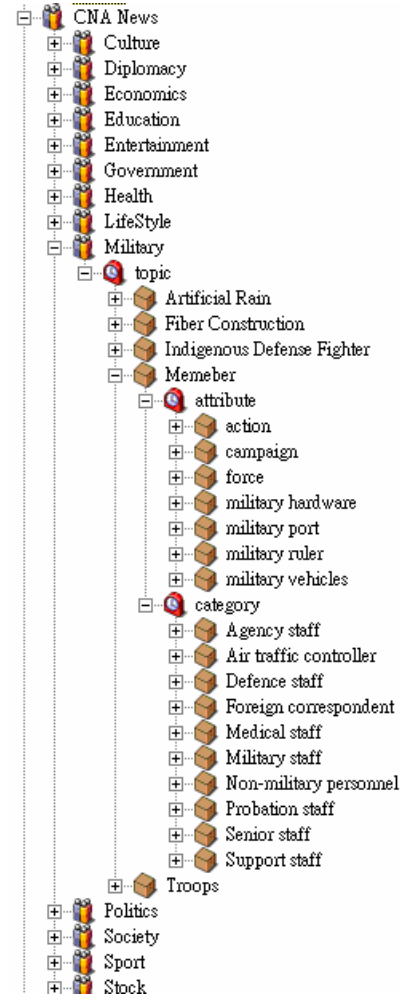 CNA News
Culture
Diplomacy
Economics
Education
Entertainment
Government
Health
LifeStyle
Military
topic
Artificial Rain
Fiber Construction
Indigenous Defense Fighter
Memeber
attribute
action
campaign
force
military hardware
military port
military ruler
military vehicles
category
Agency staff
Air traffic controller
Defence staff
Foreign correspondent
Medical staff
Military staff
Non-military personnel
Probation staff
Senior staff
Support staff
Troops
Politics
Society
Sport
Stock